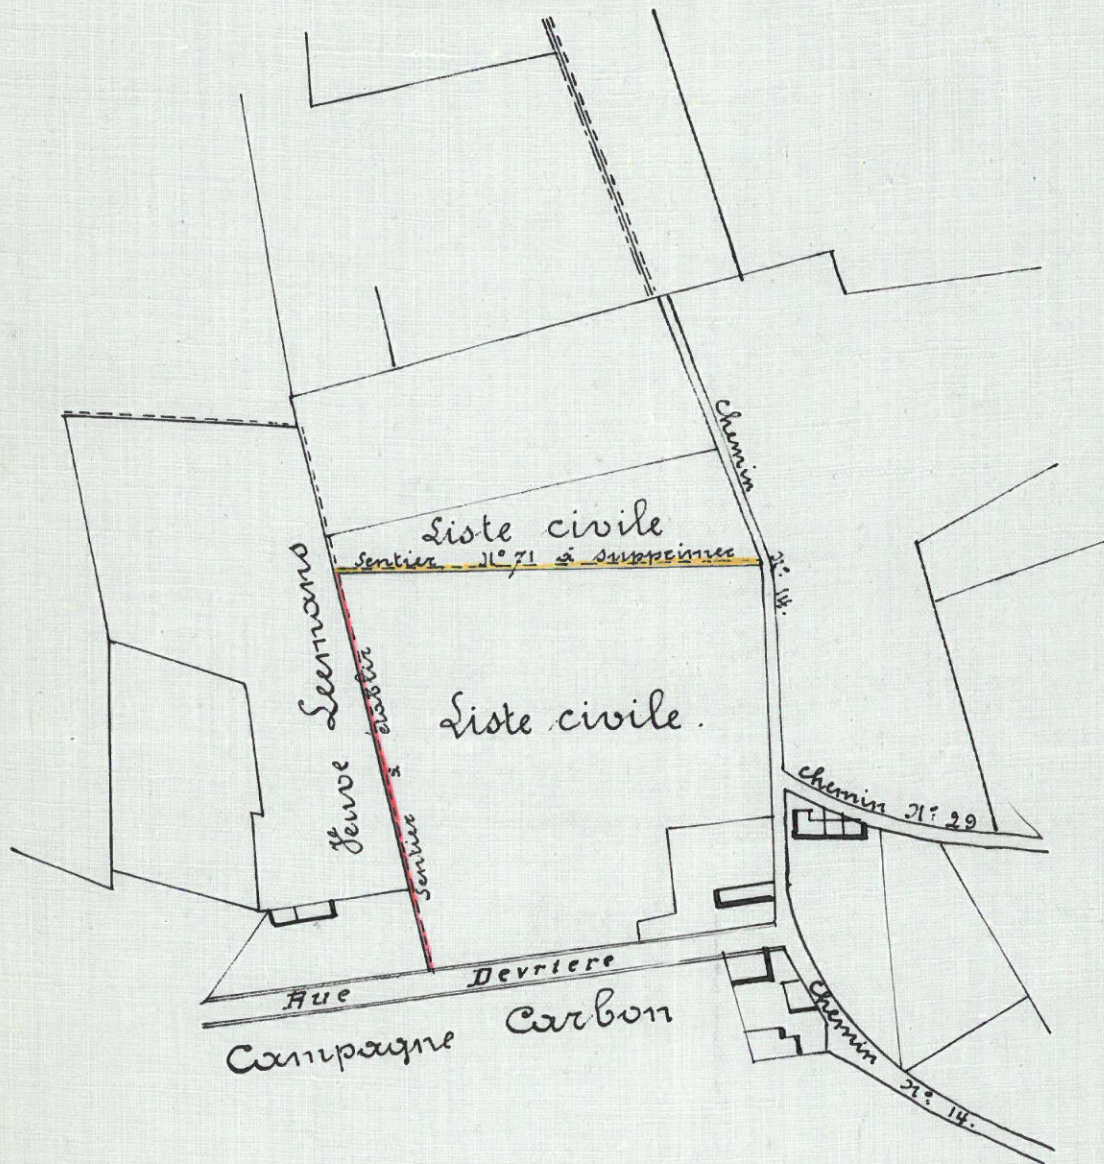 Chemin
N° 14.
Liste civile
Sentier N° 71 à supprimer
Veuve Leemans
Sentier à établir
Liste civile.
Chemin N° 29
Rue Devriere
Campagne Carbon
Chemin N° 14.